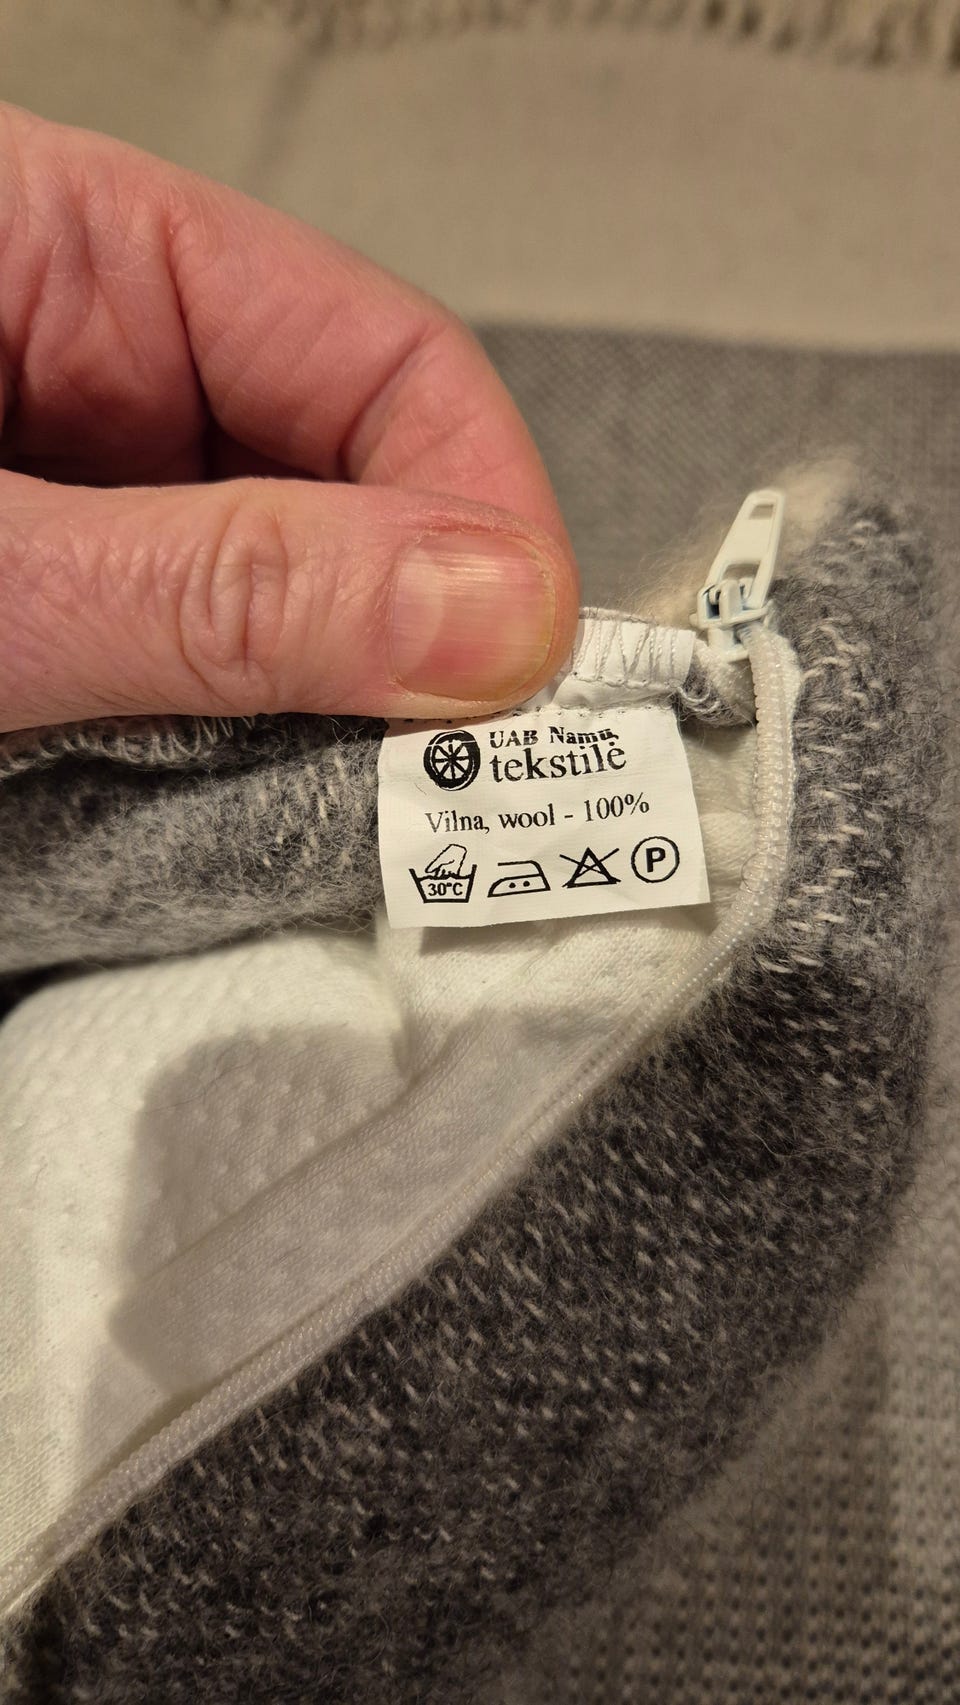 UAB Namų
tekstilė
Vilna, wool - 100%
30°C
P